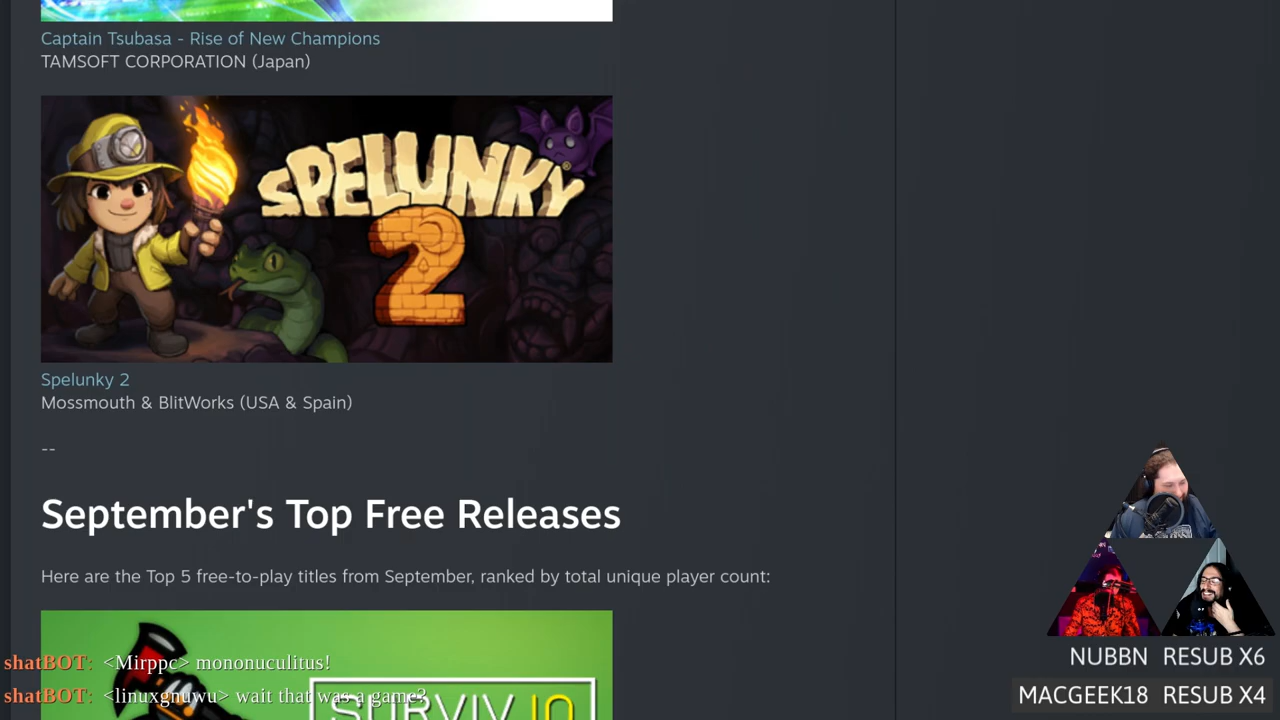 Captain Tsubasa - Rise of New Champions
TAMSOFT CORPORATION (Japan)
SPELUNKY®
2
Spelunky 2
Mossmouth & BlitWorks (USA & Spain)
--
September's Top Free Releases
Here are the Top 5 free-to-play titles from September, ranked by total unique player count:
SURVIV.IO
shatBOT: <Mirppc> mononuculitus!
shatBOT: <linuxgnuwu> wait that was a game?
NUBBN RESUB X6
MACGEEK18 RESUB X4